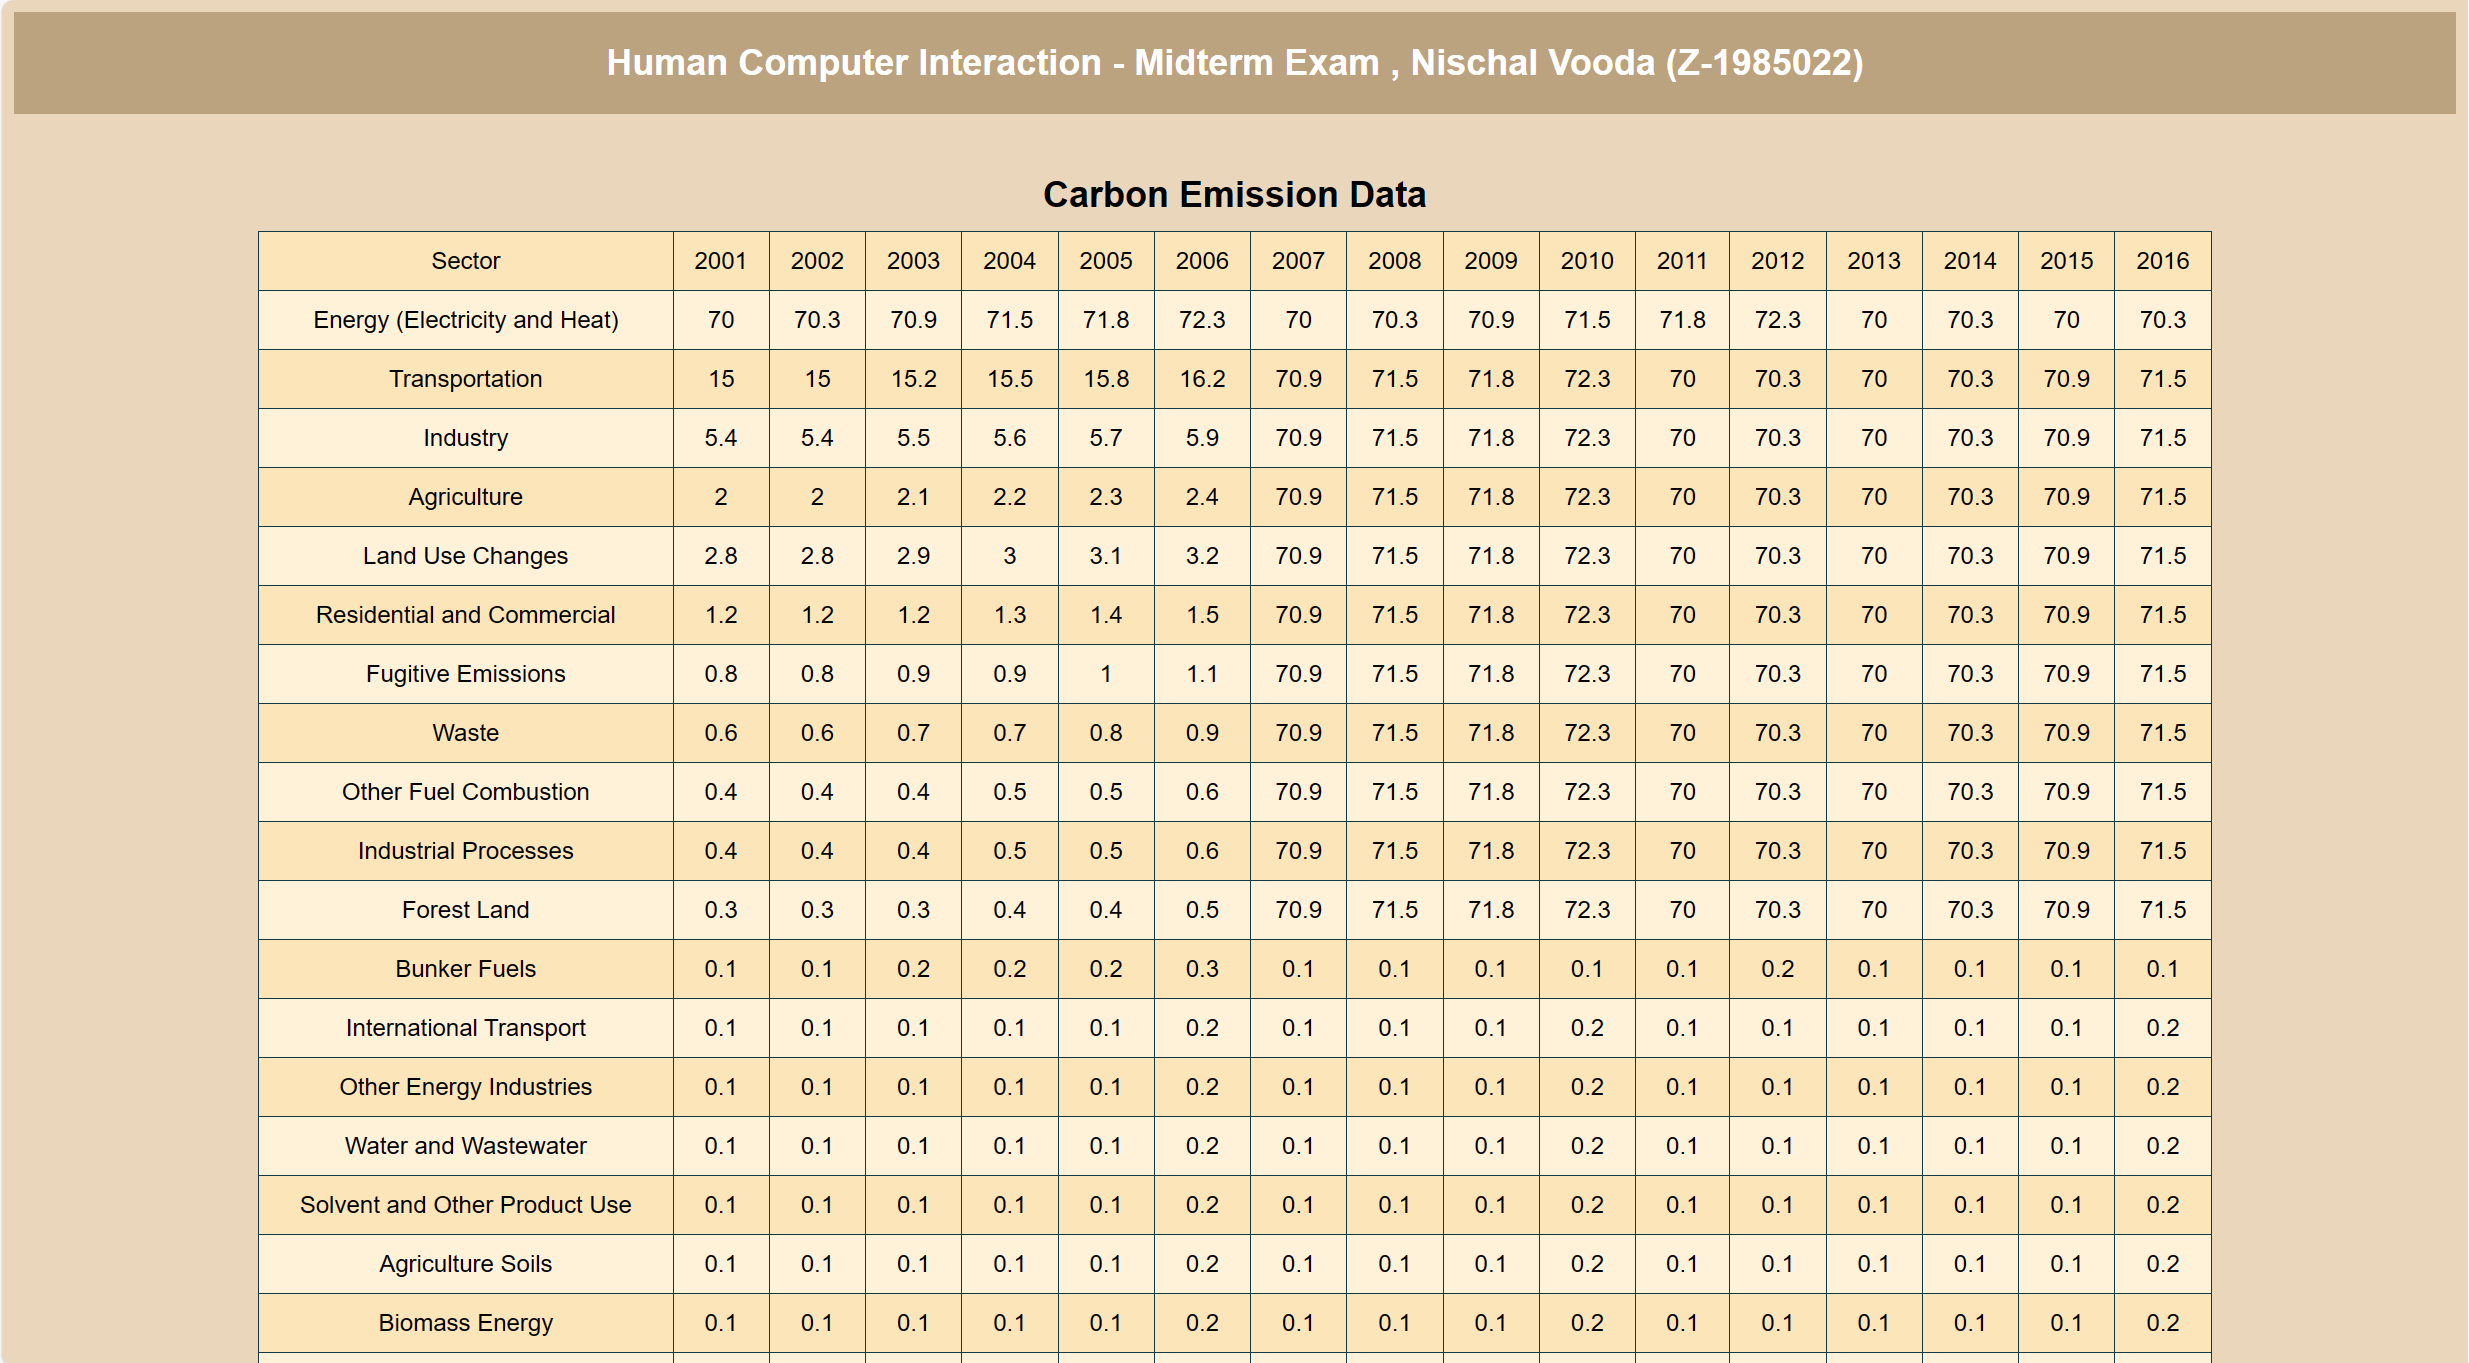 Human Computer Interaction - Midterm Exam , Nischal Vooda (Z-1985022)
Carbon Emission Data
Sector 2001 2002 2003 2004 2005 2006 2007 2008 2009 2010 2011 2012 2013 2014 2015 2016
Energy (Electricity and Heat) 70 70.3 70.9 71.5 71.8 72.3 70 70.3 70.9 71.5 71.8 72.3 70 70.3 70 70.3
Transportation 15 15 15.2 15.5 15.8 16.2 70.9 71.5 71.8 72.3 70 70.3 70 70.3 70.9 71.5
Industry 5.4 5.4 5.5 5.6 5.7 5.9 70.9 71.5 71.8 72.3 70 70.3 70 70.3 70.9 71.5
Agriculture 2 2 2.1 2.2 2.3 2.4 70.9 71.5 71.8 72.3 70 70.3 70 70.3 70.9 71.5
Land Use Changes 2.8 2.8 2.9 3 3.1 3.2 70.9 71.5 71.8 72.3 70 70.3 70 70.3 70.9 71.5
Residential and Commercial 1.2 1.2 1.2 1.3 1.4 1.5 70.9 71.5 71.8 72.3 70 70.3 70 70.3 70.9 71.5
Fugitive Emissions 0.8 0.8 0.9 0.9 1 1.1 70.9 71.5 71.8 72.3 70 70.3 70 70.3 70.9 71.5
Waste 0.6 0.6 0.7 0.7 0.8 0.9 70.9 71.5 71.8 72.3 70 70.3 70 70.3 70.9 71.5
Other Fuel Combustion 0.4 0.4 0.4 0.5 0.5 0.6 70.9 71.5 71.8 72.3 70 70.3 70 70.3 70.9 71.5
Industrial Processes 0.4 0.4 0.4 0.5 0.5 0.6 70.9 71.5 71.8 72.3 70 70.3 70 70.3 70.9 71.5
Forest Land 0.3 0.3 0.3 0.4 0.4 0.5 70.9 71.5 71.8 72.3 70 70.3 70 70.3 70.9 71.5
Bunker Fuels 0.1 0.1 0.2 0.2 0.2 0.3 0.1 0.1 0.1 0.1 0.1 0.2 0.1 0.1 0.1 0.1
International Transport 0.1 0.1 0.1 0.1 0.1 0.2 0.1 0.1 0.1 0.2 0.1 0.1 0.1 0.1 0.1 0.2
Other Energy Industries 0.1 0.1 0.1 0.1 0.1 0.2 0.1 0.1 0.1 0.2 0.1 0.1 0.1 0.1 0.1 0.2
Water and Wastewater 0.1 0.1 0.1 0.1 0.1 0.2 0.1 0.1 0.1 0.2 0.1 0.1 0.1 0.1 0.1 0.2
Solvent and Other Product Use 0.1 0.1 0.1 0.1 0.1 0.2 0.1 0.1 0.1 0.2 0.1 0.1 0.1 0.1 0.1 0.2
Agriculture Soils 0.1 0.1 0.1 0.1 0.1 0.2 0.1 0.1 0.1 0.2 0.1 0.1 0.1 0.1 0.1 0.2
Biomass Energy 0.1 0.1 0.1 0.1 0.1 0.2 0.1 0.1 0.1 0.2 0.1 0.1 0.1 0.1 0.1 0.2